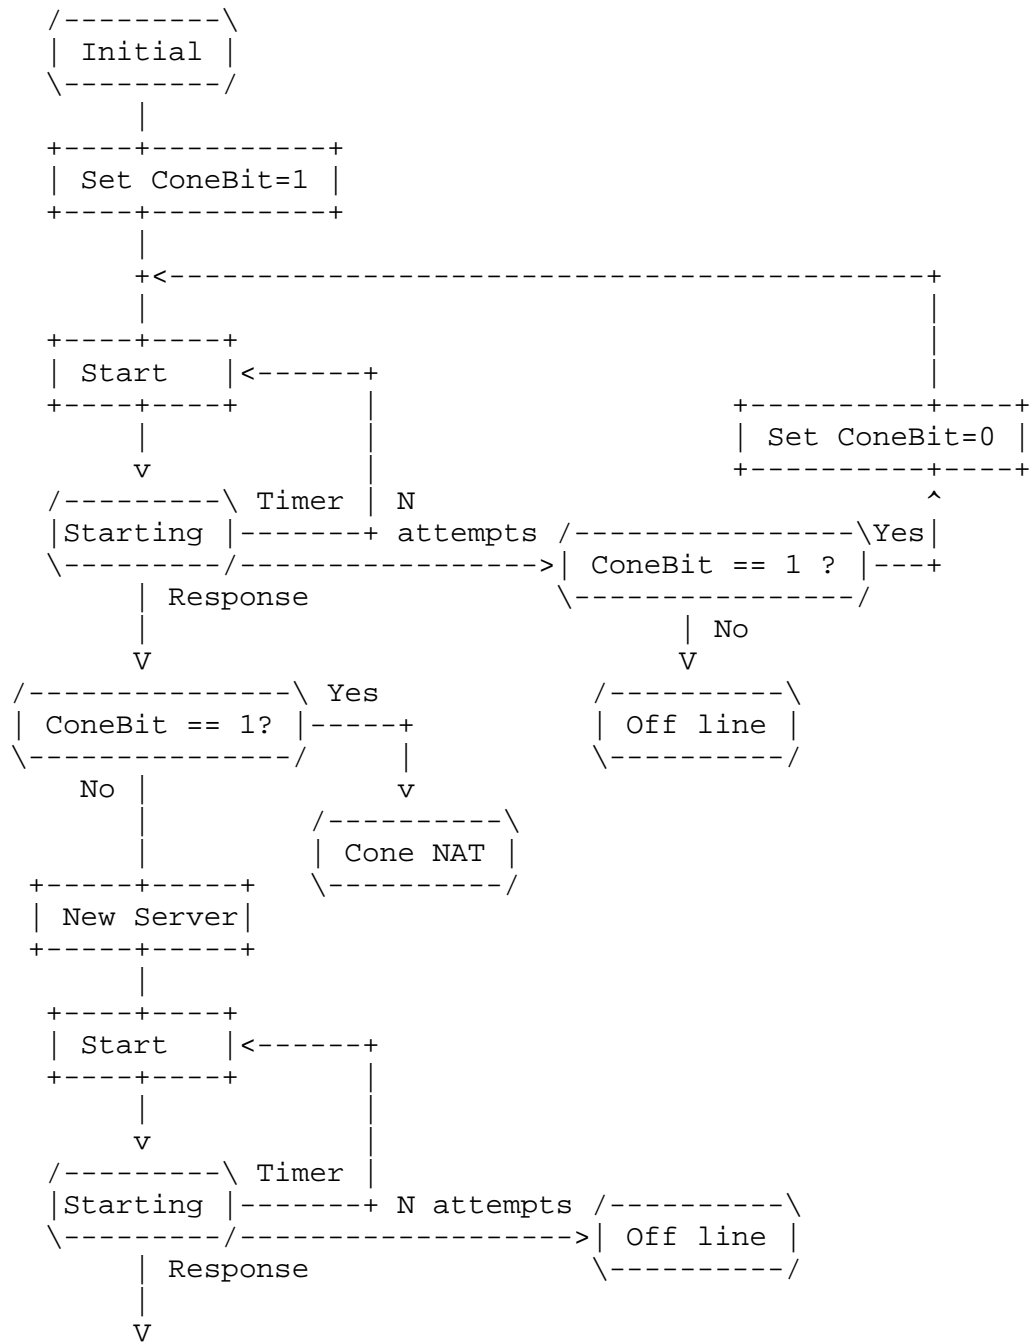 Initial
Set ConeBit=1
Start
Set ConeBit=0
Timer N
Starting attempts Yes
ConeBit == 1 ?
Response
No
Yes
ConeBit == 1? Off line
No
Cone NAT
New Server
Start
Timer
Starting N attempts
Off line
Response